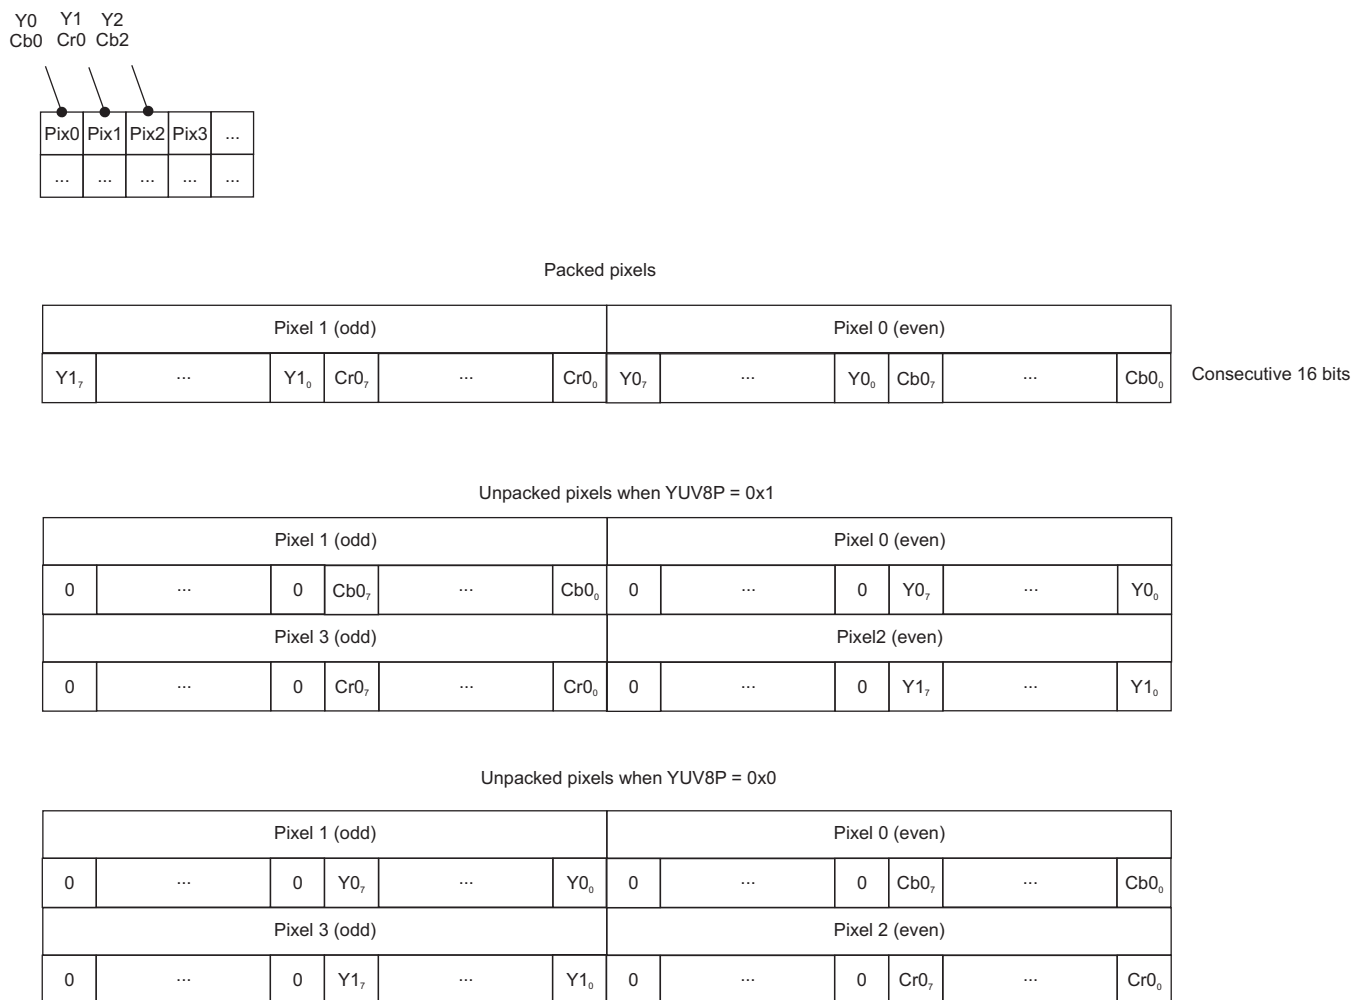 Y0 Y1 Y2
Cb0 Cr0 Cb2
Pix0 Pix1 Pix2 Pix3 ...
... ... ... ... ...
Packed pixels
Pixel 1 (odd) Pixel 0 (even)
Y1₇ ... Y1₀ Cr0₇ ... Cr0₀ Y0₇ ... Y0₀ Cb0₇ ... Cb0₀ Consecutive 16 bits
Unpacked pixels when YUV8P = 0x1
Pixel 1 (odd) Pixel 0 (even)
0 ... 0 Cb0₇ ... Cb0₀ 0 ... 0 Y0₇ ... Y0₀
Pixel 3 (odd) Pixel2 (even)
0 ... 0 Cr0₇ ... Cr0₀ 0 ... 0 Y1₇ ... Y1₀
Unpacked pixels when YUV8P = 0x0
Pixel 1 (odd) Pixel 0 (even)
0 ... 0 Y0₇ ... Y0₀ 0 ... 0 Cb0₇ ... Cb0₀
Pixel 3 (odd) Pixel 2 (even)
0 ... 0 Y1₇ ... Y1₀ 0 ... 0 Cr0₇ ... Cr0₀